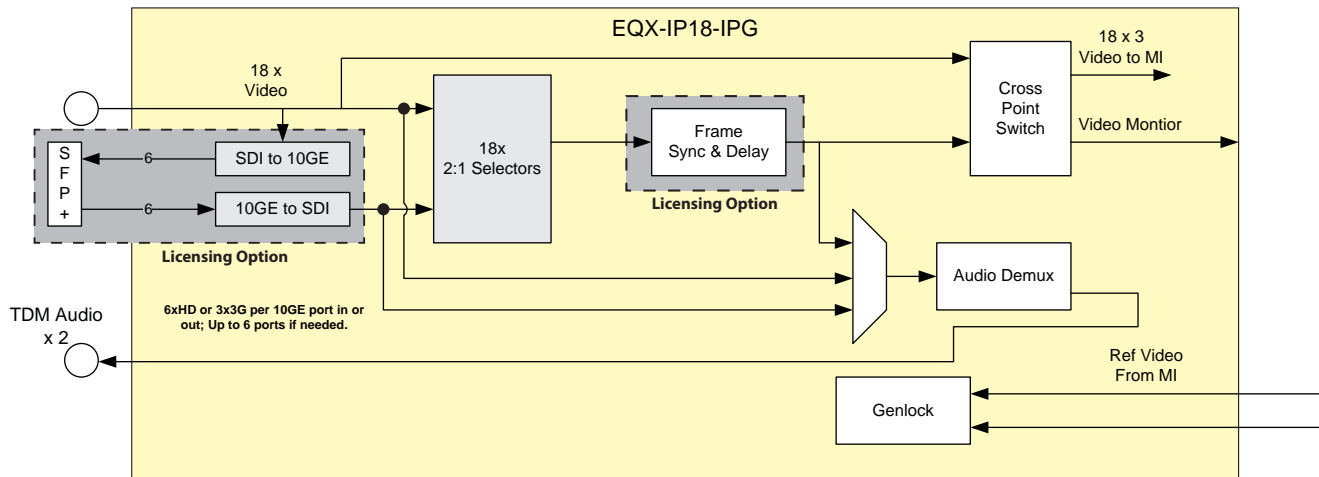 EQX-IP18-IPG
18 x
Video
18 x 3
Video to MI
Cross
Point
Switch
Video Montior
S
F
P
+
6
SDI to 10GE
6
10GE to SDI
Licensing Option
18x
2:1 Selectors
Frame
Sync & Delay
Licensing Option
Audio Demux
6xHD or 3x3G per 10GE port in or
out; Up to 6 ports if needed.
TDM Audio
x 2
Ref Video
From MI
Genlock